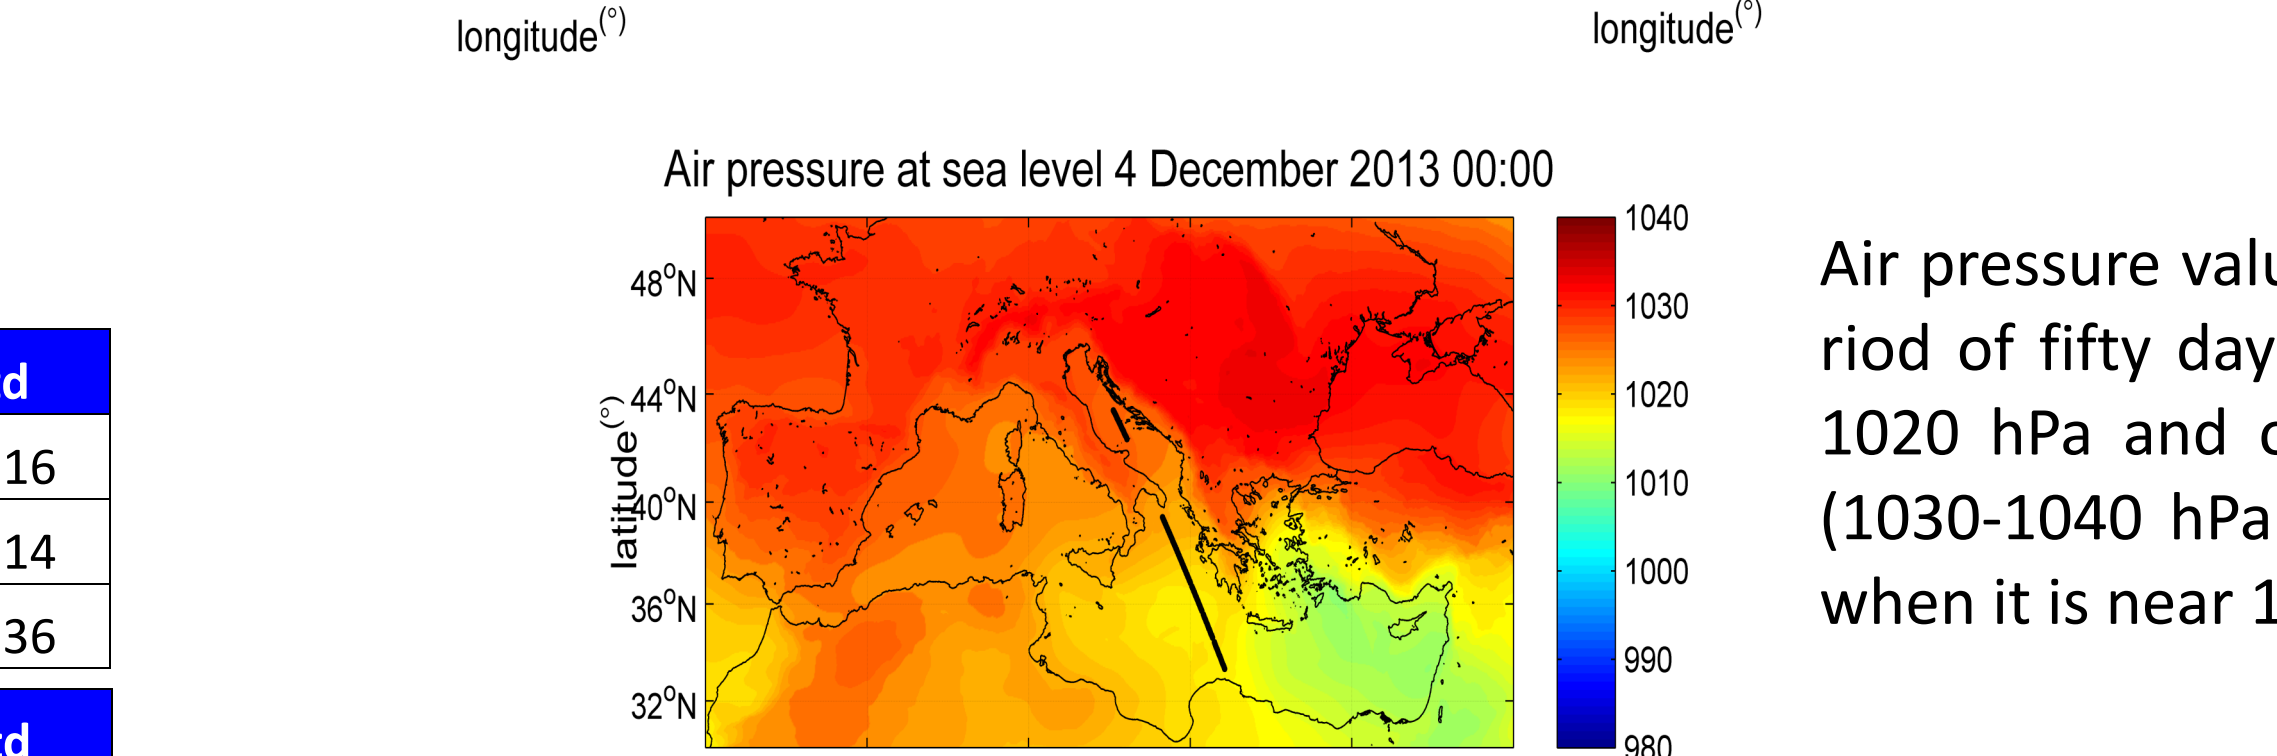 longitude(°)
longitude(°)
Air pressure at sea level 4 December 2013 00:00
latitude(°)
48°N
44°N
40°N
36°N
32°N
1040
1030
1020
1010
1000
990
980
Air pressure
riod of fifty day
1020 hPa and
(1030-1040 hPa
when it is near
16
14
36